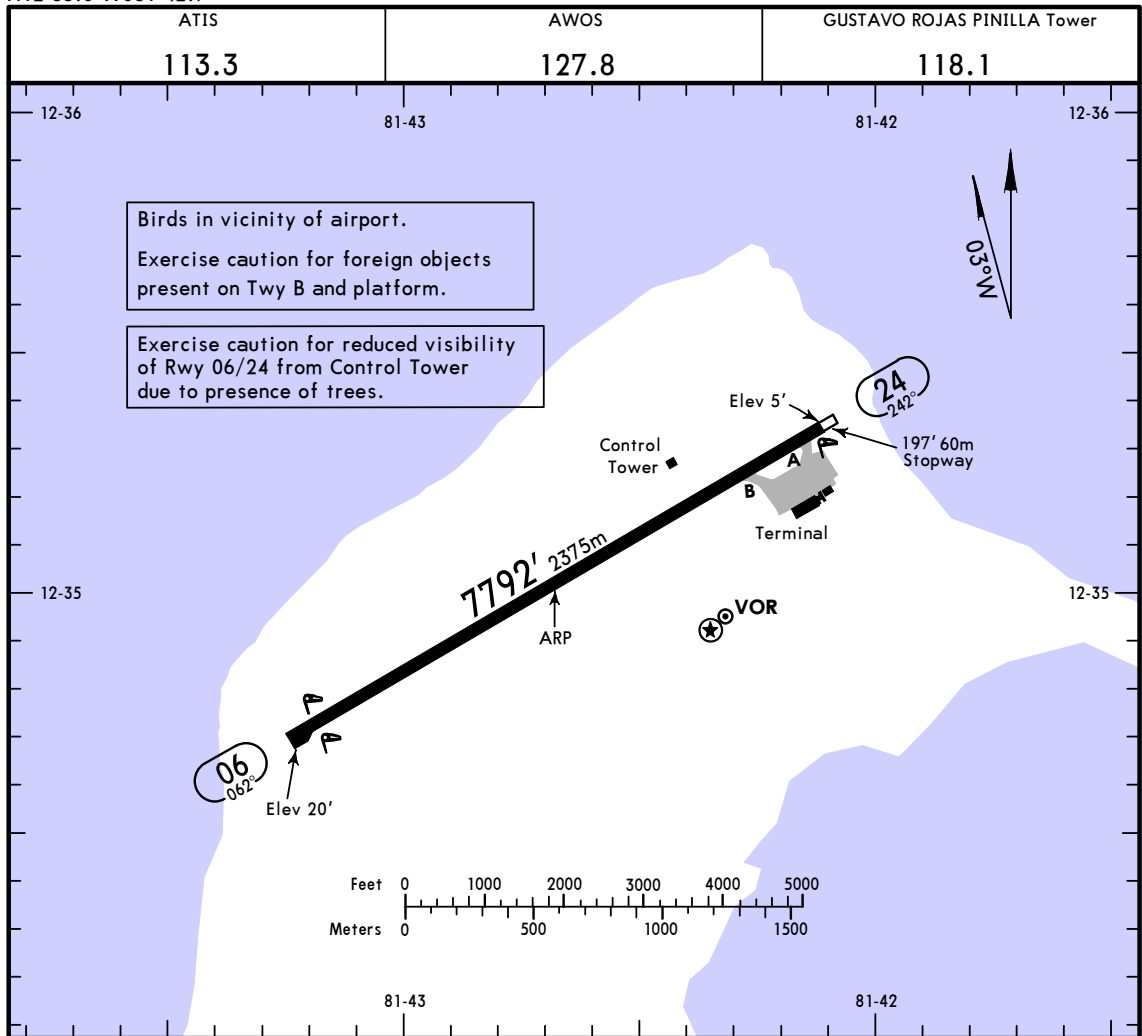 ATIS
AWOS
GUSTAVO ROJAS PINILLA Tower
113.3
127.8
118.1
12-36
81-43
81-42
12-36
Birds in vicinity of airport.
Exercise caution for foreign objects
present on Twy B and platform.
03°W
Exercise caution for reduced visibility
of Rwy 06/24 from Control Tower
due to presence of trees.
24
242°
Elev 5'
197' 60m
Stopway
Control
Tower
A
B
Terminal
7792' 2375m
12-35
12-35
VOR
ARP
06
062°
Elev 20'
Feet 0 1000 2000 3000 4000 5000
Meters 0 500 1000 1500
81-43
81-42